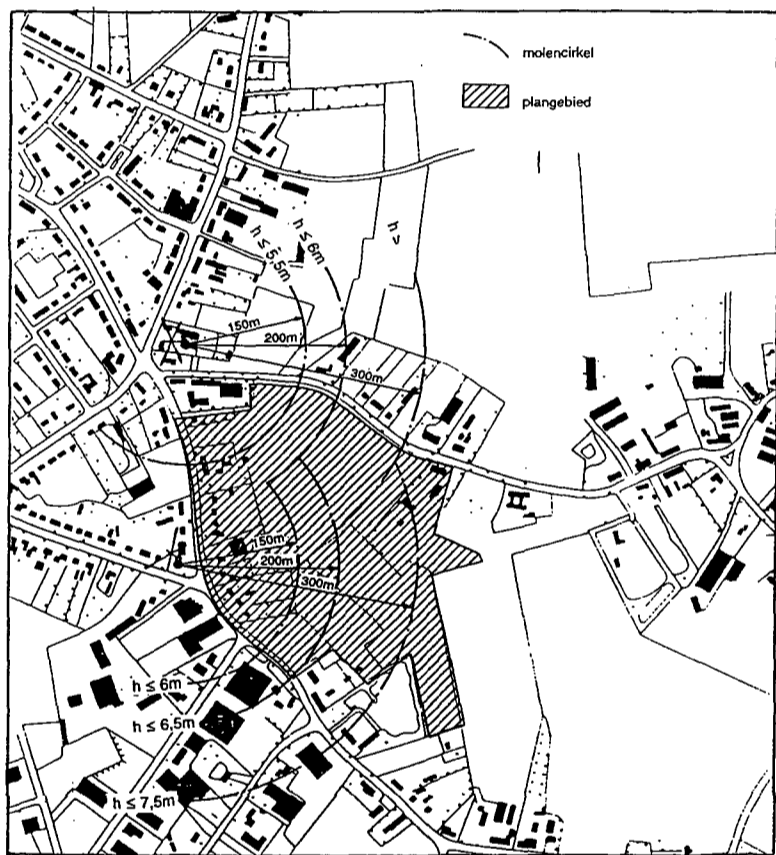 molencirkel
plangebied
h ≤ 6m
h ≤ 5,5m
h ≤
150m
200m
300m
150m
200m
300m
h ≤ 6m
h ≤ 6,5m
h ≤ 7,5m